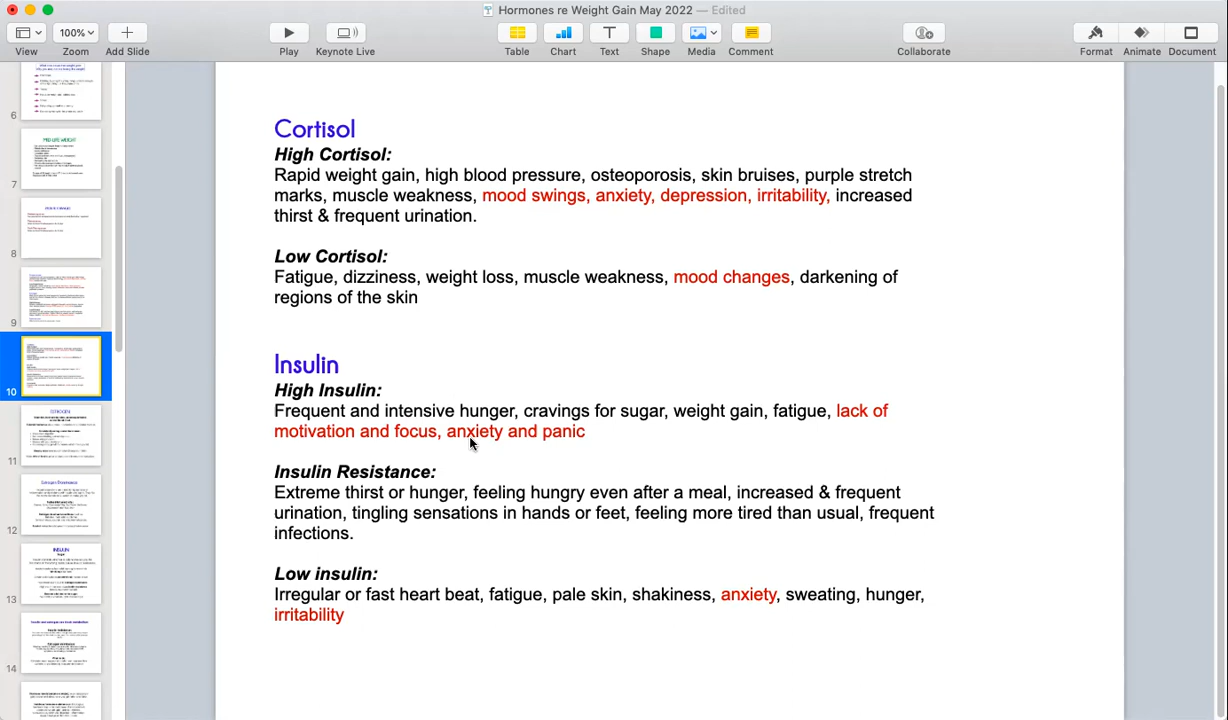 Hormones re Weight Gain May 2022 — Edited
100%
View
Zoom
Add Slide
Play
Keynote Live
Table
Chart
Text
Shape
Media
Comment
Collaborate
Format
Animate
Document
6
7
MID LIFE WEIGHT
8
9
10
11
12
13
INSULIN
14
Cortisol
High Cortisol:
Rapid weight gain, high blood pressure, osteoporosis, skin bruises, purple stretch
marks, muscle weakness, mood swings, anxiety, depression, irritability, increased
thirst & frequent urination.
Low Cortisol:
Fatigue, dizziness, weight loss, muscle weakness, mood changes, darkening of
regions of the skin
Insulin
High Insulin:
Frequent and intensive hunger, cravings for sugar, weight gain, fatigue, lack of
motivation and focus, anxiety and panic
Insulin Resistance:
Extreme thirst or hunger, feeling hungry even after a meal, increased & frequent
urination, tingling sensations in hands or feet, feeling more tired than usual, frequent
infections.
Low insulin:
Irregular or fast heart beat, fatigue, pale skin, shakiness, anxiety, sweating, hunger,
irritability